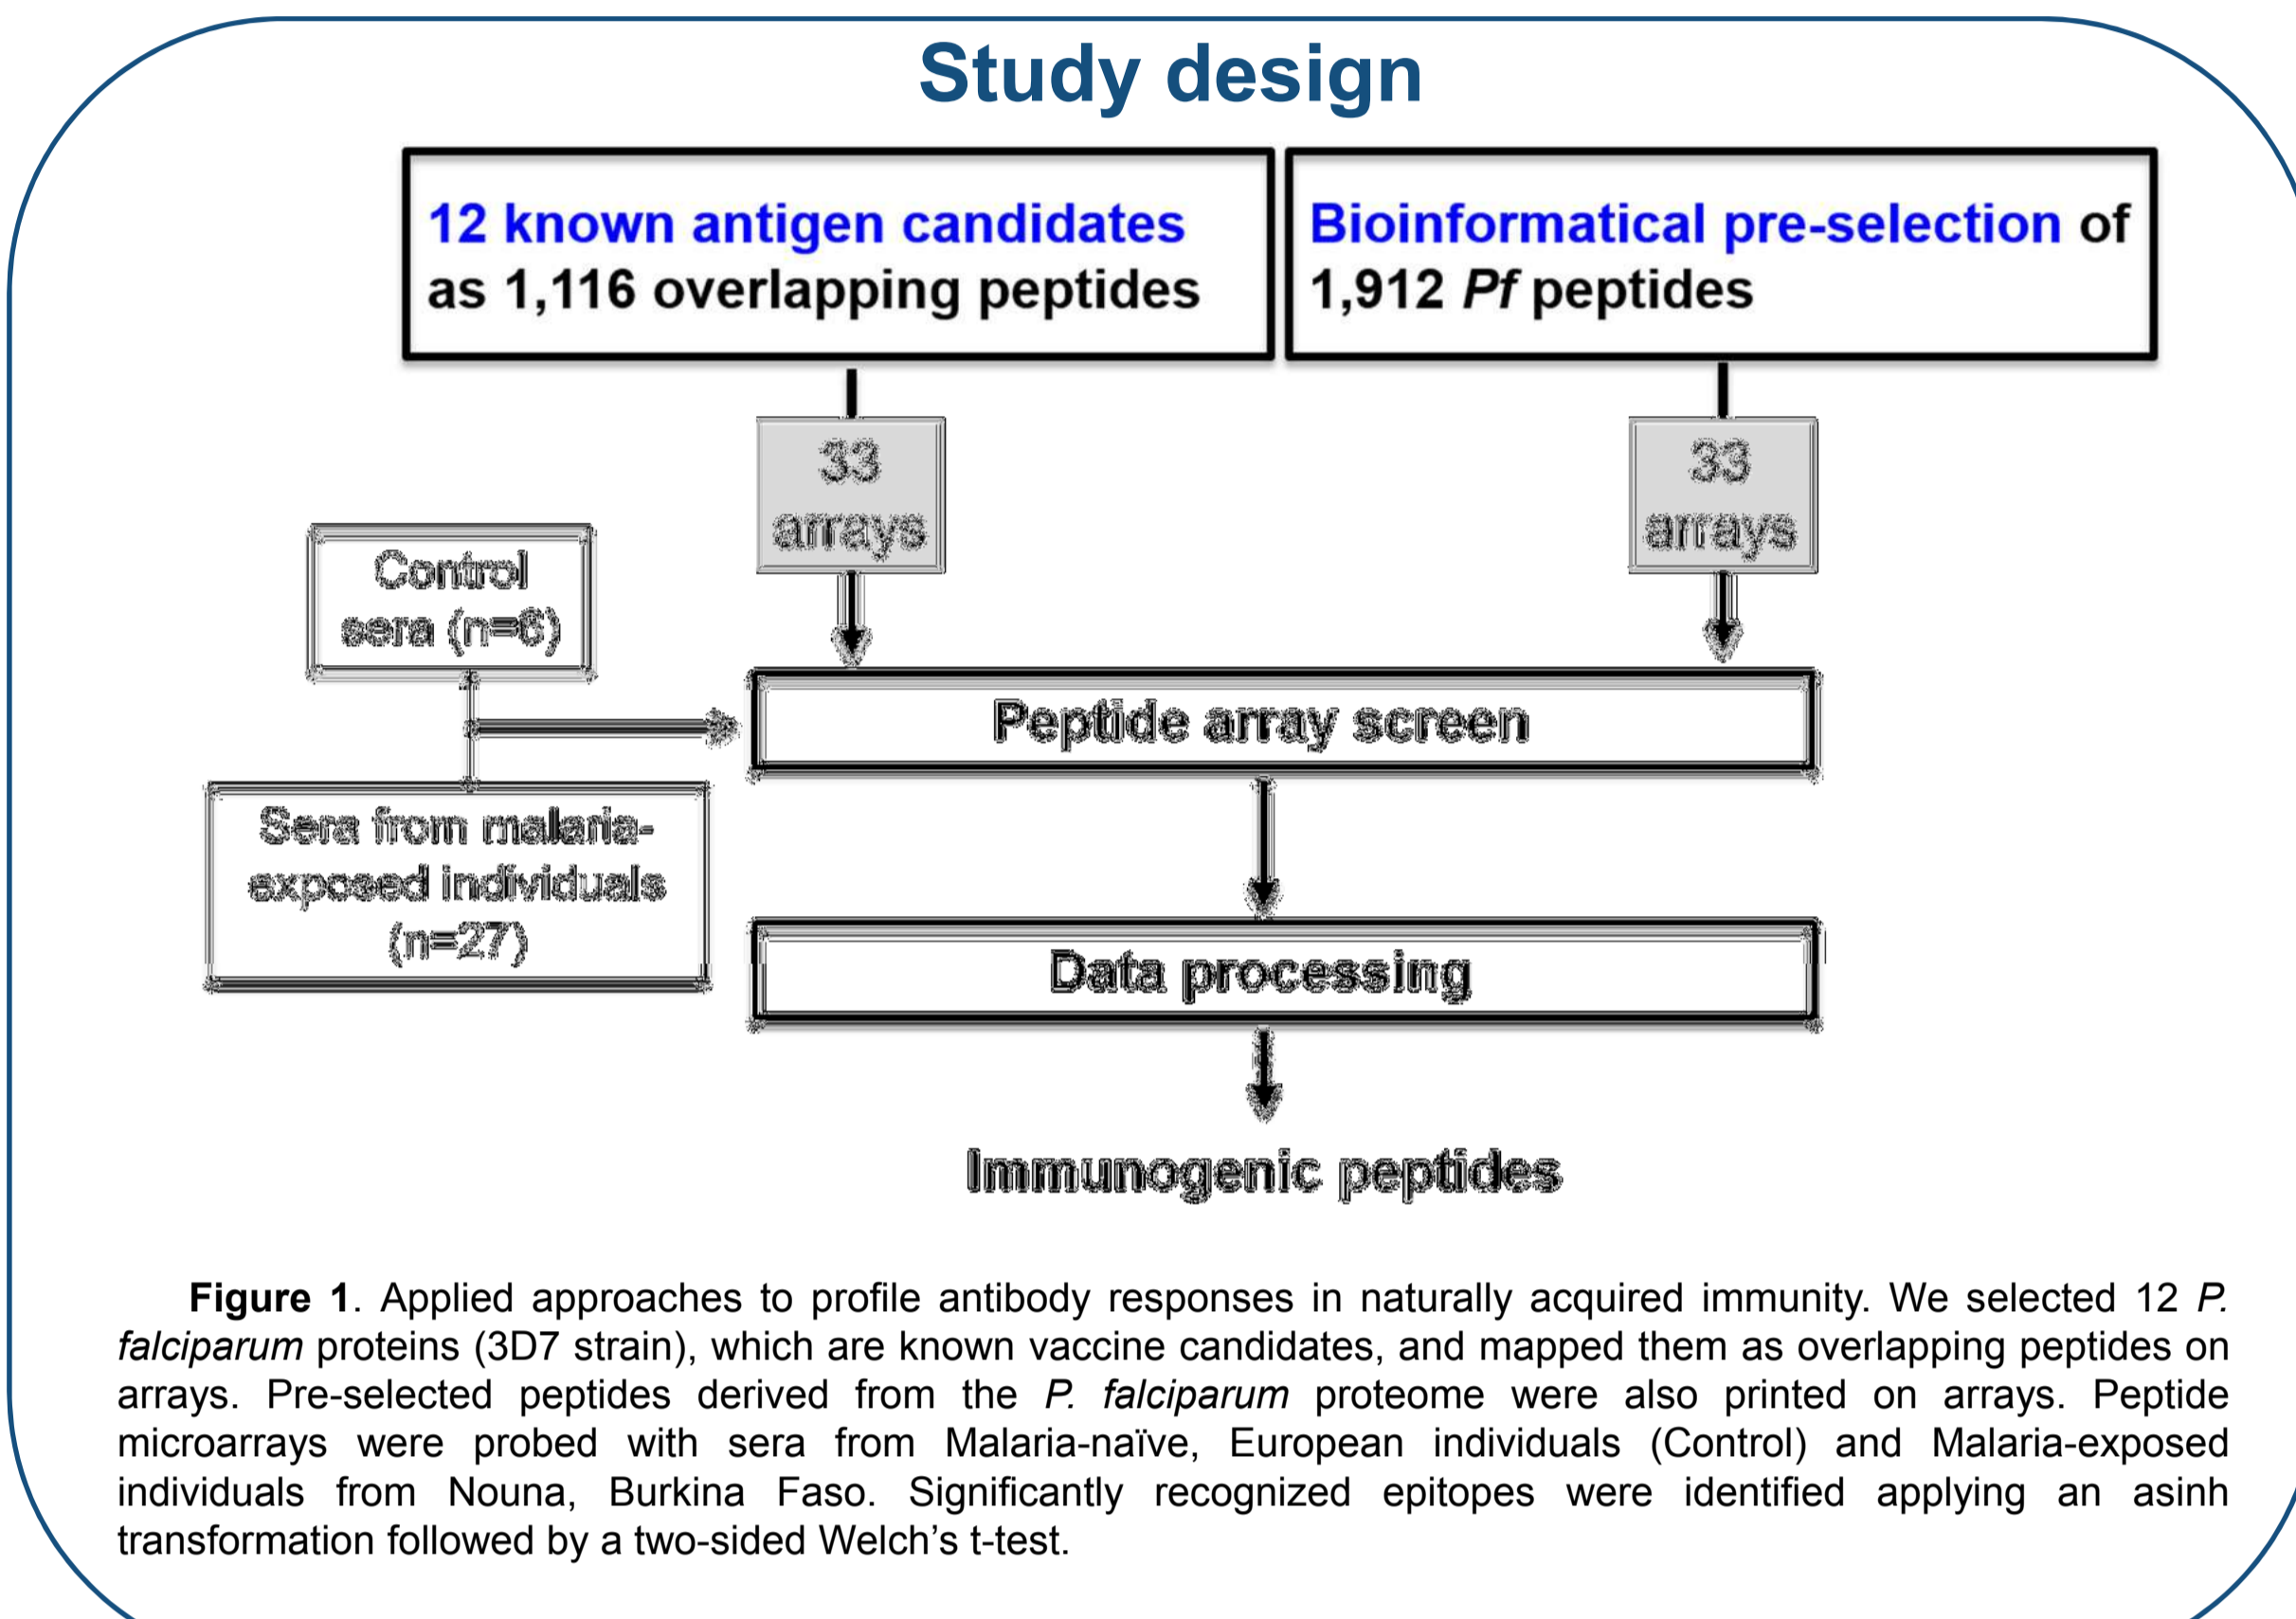 Study design
12 known antigen candidates
as 1,116 overlapping peptides
Bioinformatical pre-selection of
1,912 Pf peptides
33
arrays
33
arrays
Control
sera (n=6)
Sera from malaria-
exposed individuals
(n=27)
Peptide array screen
Data processing
Immunogenic peptides
Figure 1. Applied approaches to profile antibody responses in naturally acquired immunity. We selected 12 P.
falciparum proteins (3D7 strain), which are known vaccine candidates, and mapped them as overlapping peptides on
arrays. Pre-selected peptides derived from the P. falciparum proteome were also printed on arrays. Peptide
microarrays were probed with sera from Malaria-naïve, European individuals (Control) and Malaria-exposed
individuals from Nouna, Burkina Faso. Significantly recognized epitopes were identified applying an asinh
transformation followed by a two-sided Welch’s t-test.